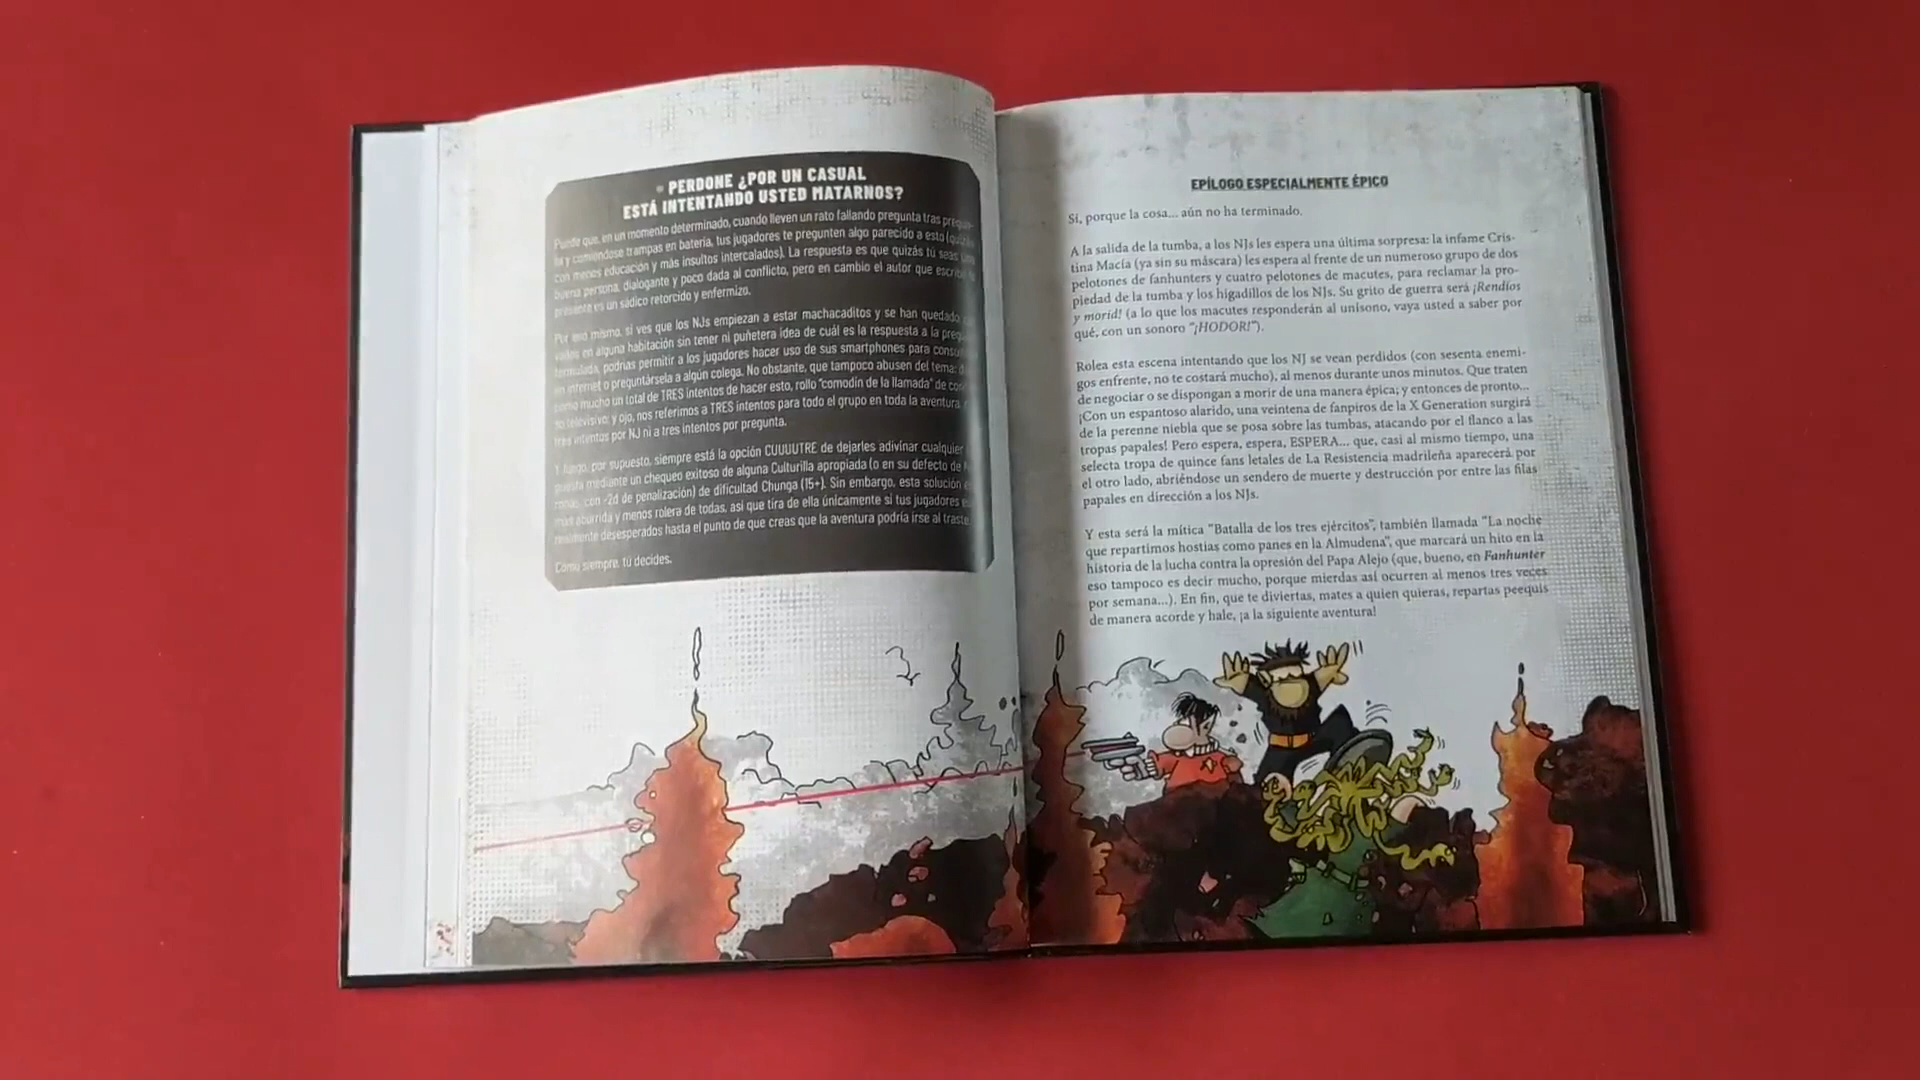 PERDONE ¿POR UN CASUAL
ESTÁ INTENTANDO USTED MATARNOS?
Puede que, en un momento determinado, cuando lleven un rato fallando pregunta tras
ta y comiéndose trampas en batería, tus jugadores te pregunten algo parecido a esto
con menos educación y más insultos intercalados). La respuesta es que quizás tú seas
buena persona, dialogante y poco dada al conflicto, pero en cambio el autor que
presente es un sádico retorcido y enfermizo.
Por eso mismo, si ves que los NJs empiezan a estar machacaditos y se han quedado
en alguna habitación sin tener ni puñetera idea de cuál es la respuesta a la
formulada, podrías permitir a los jugadores hacer uso de sus smartphones para
en internet o preguntársela a algún colega. No obstante, que tampoco abusen del tema:
como mucho un total de TRES intentos de hacer esto, rollo "comodín de la llamada" de
so televisivo; y ojo, nos referimos a TRES intentos para todo el grupo en toda la aventura,
tres intentos por NJ ni a tres intentos por pregunta.
Y luego, por supuesto, siempre está la opción CUUUUTRE de dejarles adivinar cualquier
mediante un chequeo exitoso de alguna Culturilla apropiada (o en su defecto de
con -2d de penalización) de dificultad Chunga (15+). Sin embargo, esta solución
más aburrida y menos rolera de todas, así que tira de ella únicamente si tus jugadores
realmente desesperados hasta el punto de que creas que la aventura podría irse al traste.
Como siempre, tú decides.
EPÍLOGO ESPECIALMENTE ÉPICO
Sí, porque la cosa... aún no ha terminado.
A la salida de la tumba, a los NJs les espera una última sorpresa: la infame Cris-
tina Macía (ya sin su máscara) les espera al frente de un numeroso grupo de dos
pelotones de fanhunters y cuatro pelotones de macutes, para reclamar la pro-
piedad de la tumba y los higadillos de los NJs. Su grito de guerra será ¡Rendíos
y morid! (a lo que los macutes responderán al unísono, vaya usted a saber por
qué, con un sonoro "¡HODOR!").
Rolea esta escena intentando que los NJ se vean perdidos (con sesenta enemi-
gos enfrente, no te costará mucho), al menos durante unos minutos. Que traten
de negociar o se dispongan a morir de una manera épica; y entonces de pronto...
¡Con un espantoso alarido, una veintena de fanpiros de la X Generation surgirá
de la perenne niebla que se posa sobre las tumbas, atacando por el flanco a las
tropas papales! Pero espera, espera, ESPERA... que, casi al mismo tiempo, una
selecta tropa de quince fans letales de La Resistencia madrileña aparecerá por
el otro lado, abriéndose un sendero de muerte y destrucción por entre las filas
papales en dirección a los NJs.
Y esta será la mítica "Batalla de los tres ejércitos", también llamada "La noche
que repartimos hostias como panes en la Almudena", que marcará un hito en la
historia de la lucha contra la opresión del Papa Alejo (que, bueno, en Fanhunter
eso tampoco es decir mucho, porque mierdas así ocurren al menos tres veces
por semana...). En fin, que te diviertas, mates a quien quieras, repartas peequis
de manera acorde y hale, ¡a la siguiente aventura!